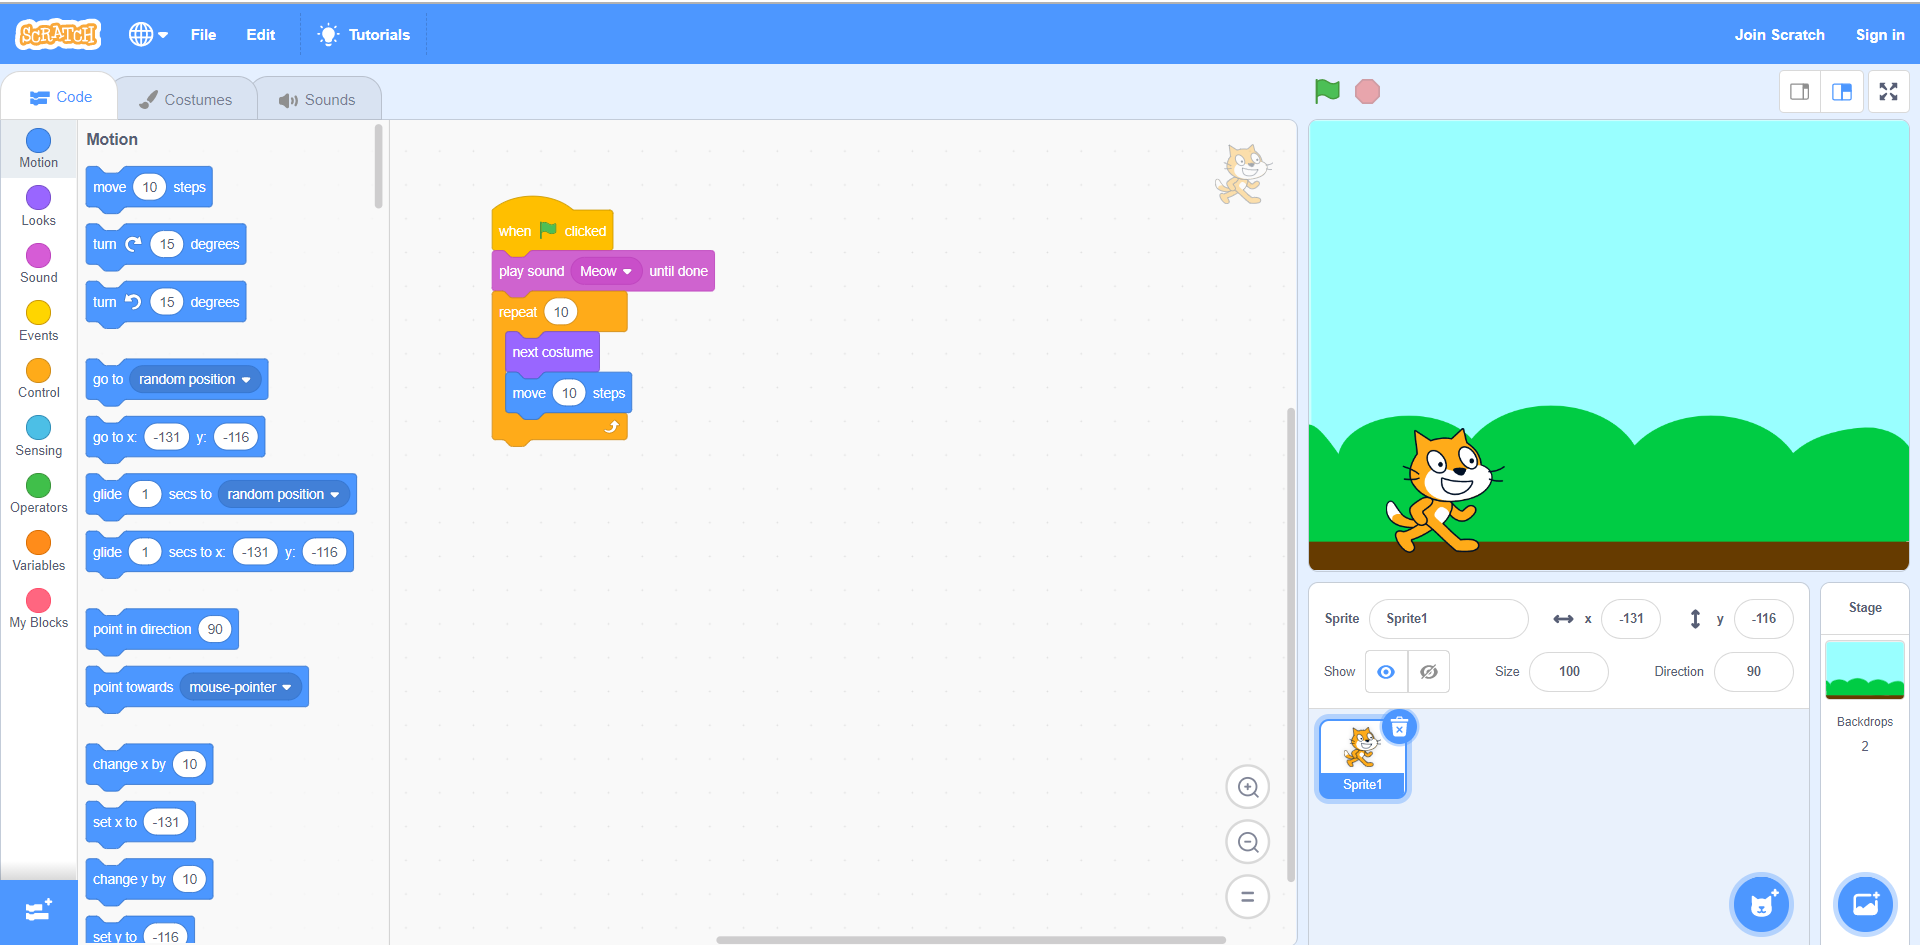 SCRATCH File Edit Tutorials Join Scratch Sign in
Code Costumes Sounds
Motion
Looks
Sound
Events
Control
Sensing
Operators
Variables
My Blocks
Motion
move 10 steps
turn 15 degrees
turn 15 degrees
go to random position
go to x: -131 y: -116
glide 1 secs to random position
glide 1 secs to x: -131 y: -116
point in direction 90
point towards mouse-pointer
change x by 10
set x to -131
change y by 10
set y to -116
when clicked
play sound Meow until done
repeat 10
next costume
move 10 steps
Sprite Sprite1 x -131 y -116
Show Size 100 Direction 90
Sprite1
Stage
Backdrops
2